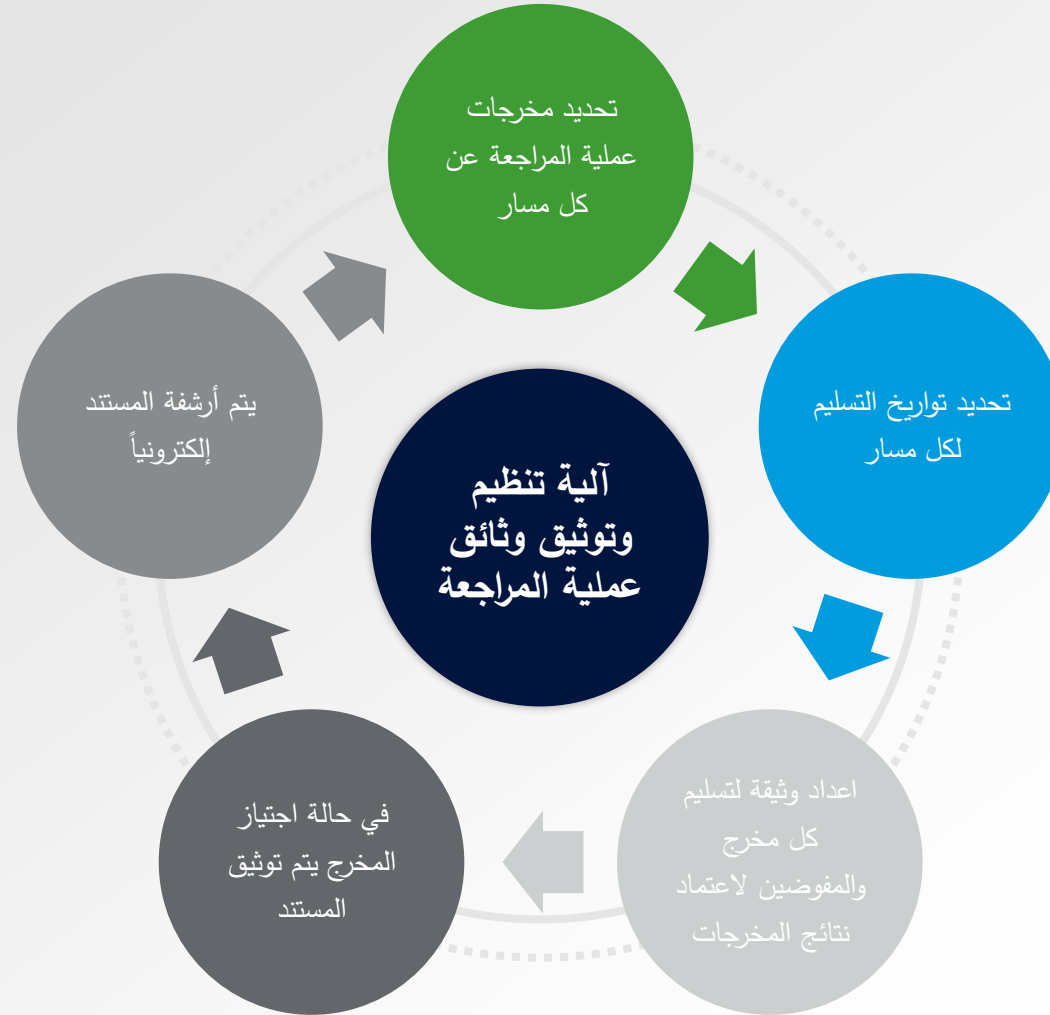 تحديد مخرجات
عملية المراجعة عن
كل مسار
تحديد تواريخ التسليم
لكل مسار
اعداد وثيقة لتسليم
كل مخرج
والمفوضين لاعتماد
نتائج المخرجات
في حالة اجتياز
المخرج يتم توثيق
المستند
يتم أرشفة المستند
إلكترونياً
آلية تنظيم
وتوثيق وثائق
عملية المراجعة